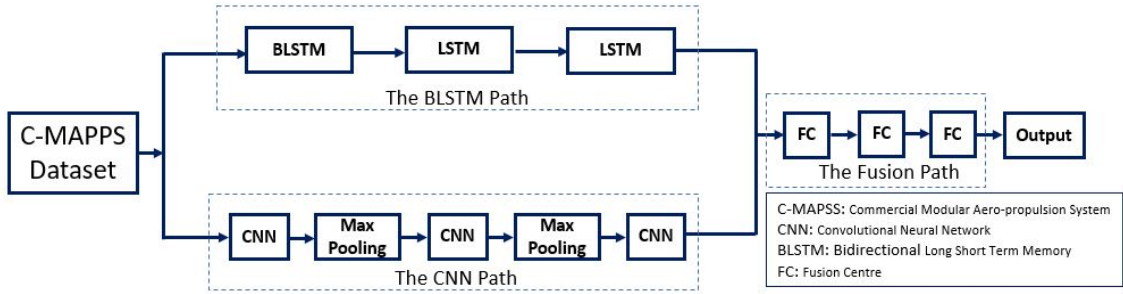 BLSTM
LSTM
LSTM
The BLSTM Path
C-MAPPS
Dataset
FC
FC
FC
Output
The Fusion Path
CNN
Max
Pooling
CNN
Max
Pooling
CNN
The CNN Path
C-MAPSS: Commercial Modular Aero-propulsion System
CNN: Convolutional Neural Network
BLSTM: Bidirectional Long Short Term Memory
FC: Fusion Centre